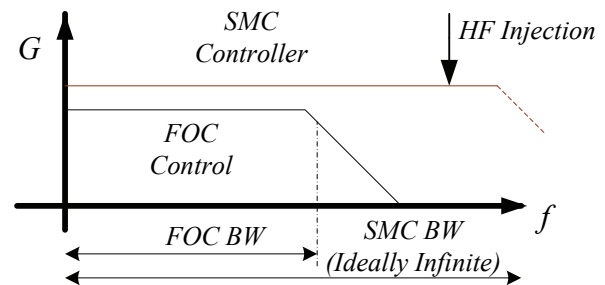 SMC
Controller
HF Injection
G
FOC
Control
f
FOC BW
SMC BW
(Ideally Infinite)